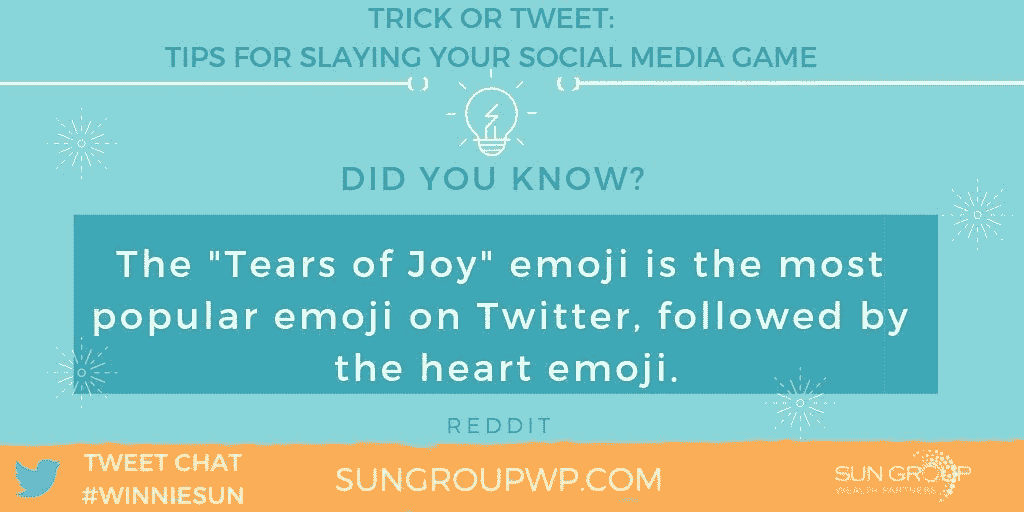 TRICK OR TWEET:
TIPS FOR SLAYING YOUR SOCIAL MEDIA GAME
DID YOU KNOW?
The "Tears of Joy" emoji is the most
popular emoji on Twitter, followed by
the heart emoji.
REDDIT
TWEET CHAT
#WINNIESUN
SUNGROUPWP.COM
SUN GROUP
WEALTH PARTNERS